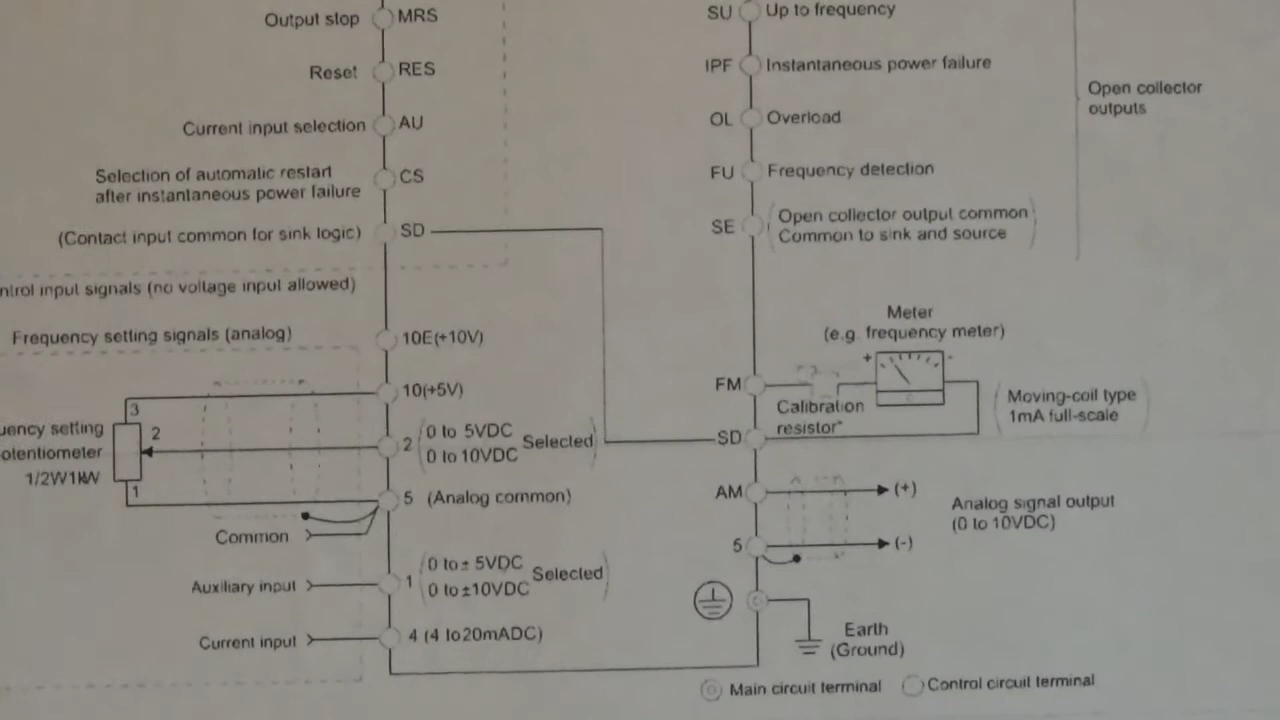 Output stop MRS
Reset RES
Current input selection AU
Selection of automatic restart
after instantaneous power failure
CS
(Contact input common for sink logic) SD
input signals (no voltage input allowed)
Frequency setting signals (analog)
10E(+10V)
10(+5V)
3
2
1
setting
1/2W1kW
2
0 to 5VDC
0 to 10VDC
Selected
5 (Analog common)
Common
Auxiliary input
1
0 to ± 5VDC
0 to ±10VDC
Selected
Current input
4 (4 to20mADC)
SU Up to frequency
IPF Instantaneous power failure
OL Overload
FU Frequency detection
SE
Open collector output common
Common to sink and source
Open collector
outputs
Meter
(e.g. frequency meter)
+ -
FM
Calibration
resistor*
Moving-coil type
1mA full-scale
SD
AM
(+)
Analog signal output
(0 to 10VDC)
5
(-)
Earth
(Ground)
Main circuit terminal
Control circuit terminal